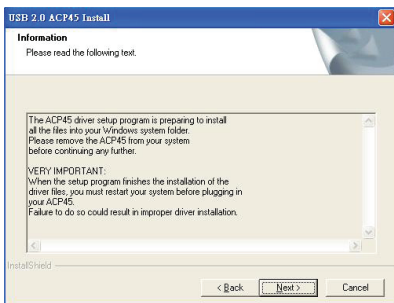 USB 2.0 ACP45 Install
Information
Please read the following text.
The ACP45 driver setup program is preparing to install
all the files into your Windows system folder.
Please remove the ACP45 from your system
before continuing any further.
VERY IMPORTANT:
When the setup program finishes the installation of the
driver files, you must restart your system before plugging in
your ACP45.
Failure to do so could result in improper driver installation.
InstallShield
< Back
Next >
Cancel